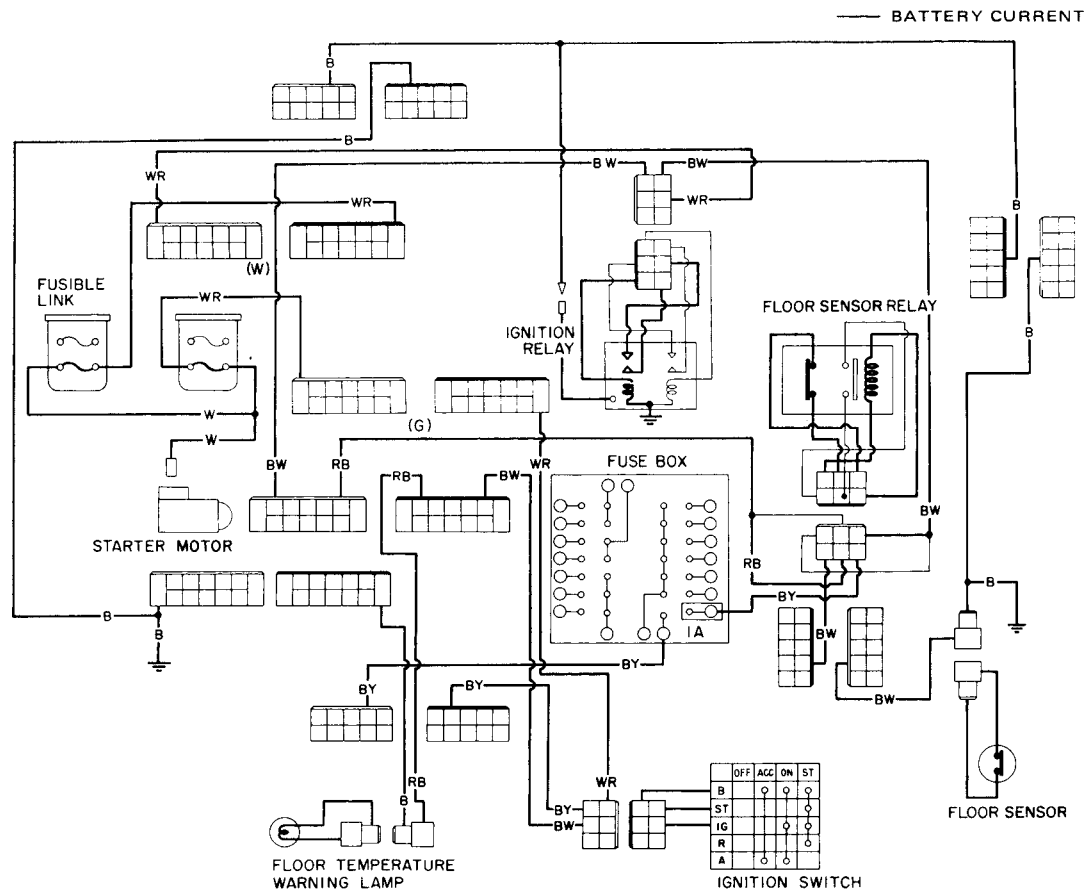 BATTERY CURRENT
B
B
B
BW
BW
WR
WR
WR
B
(W)
FUSIBLE
LINK
WR
IGNITION
RELAY
FLOOR SENSOR RELAY
B
W
W
(G)
BW
RB
WR
FUSE BOX
RB
BW
STARTER MOTOR
BW
RB
BY
B
B
B
1A
BW
BY
BY
BW
WR
RB
B
BY
BW
OFF ACC ON ST
B
ST
IG
R
A
FLOOR SENSOR
FLOOR TEMPERATURE
WARNING LAMP
IGNITION SWITCH